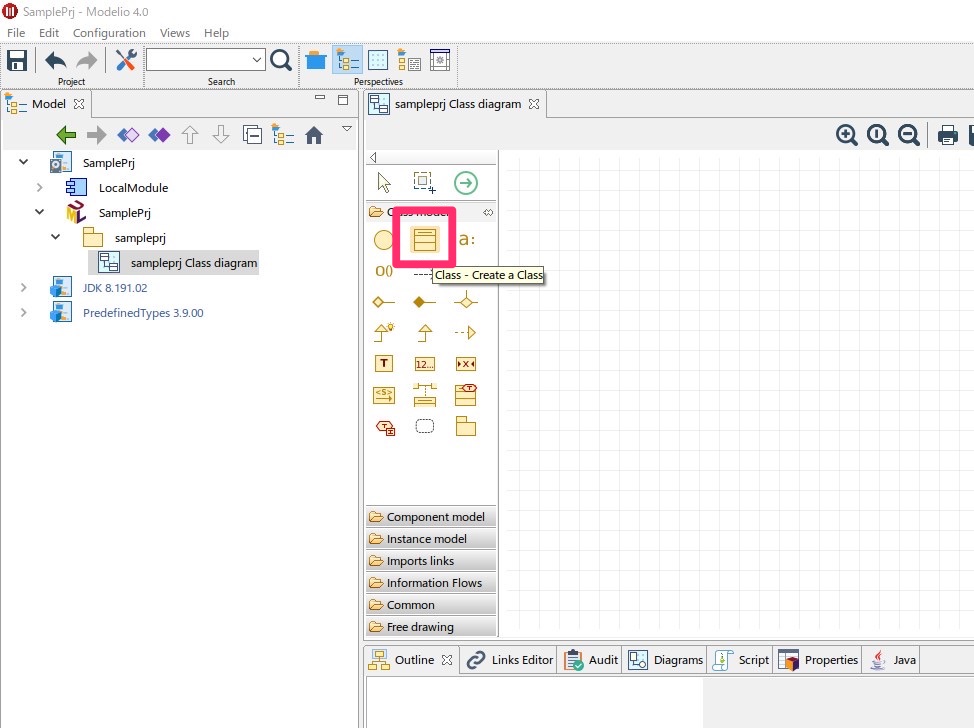 SamplePrj - Modelio 4.0
File Edit Configuration Views Help
Project Search Perspectives
Model
sampleprj Class diagram
SamplePrj
LocalModule
SamplePrj
sampleprj
sampleprj Class diagram
JDK 8.191.02
PredefinedTypes 3.9.00
a:
O()
Class - Create a Class
T
12...
X
<S>
T
T
Component model
Instance model
Imports links
Information Flows
Common
Free drawing
Outline Links Editor Audit Diagrams Script Properties Java